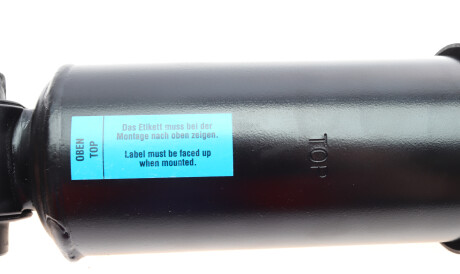 OBEN
TOP
Das Etikett muss bei der
Montage nach oben zeigen.
Label must be faced up
when mounted.
TOP